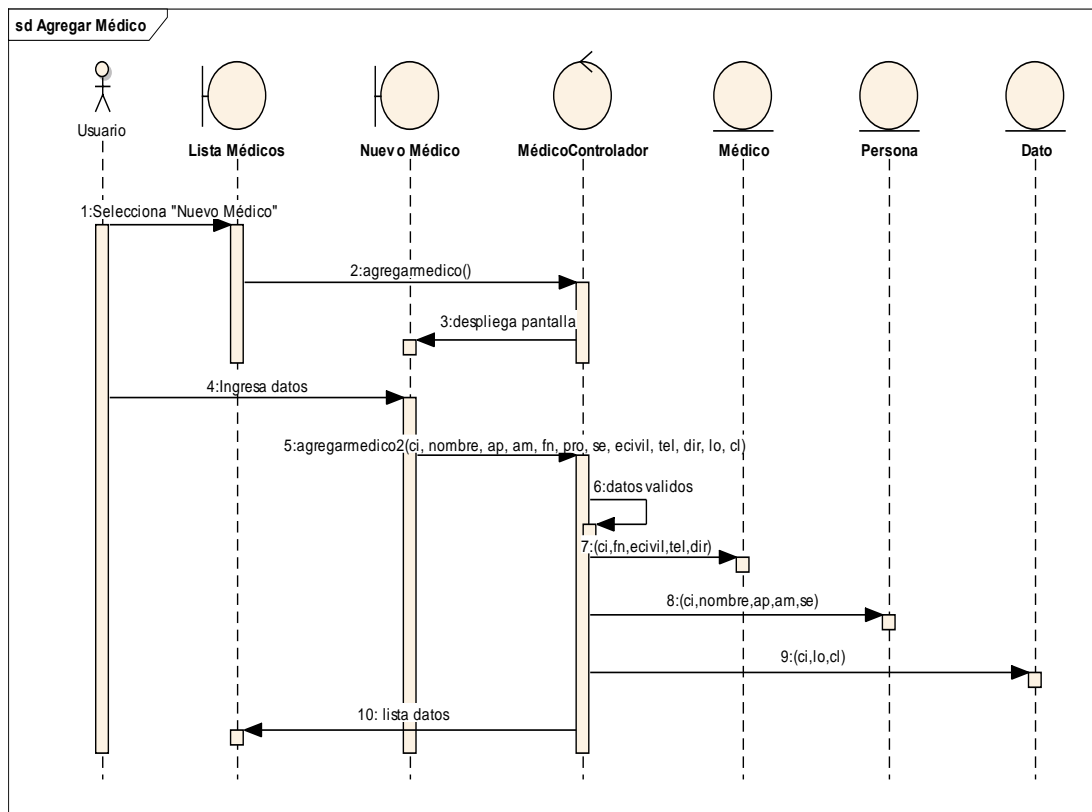 sd Agregar Médico
Usuario
Lista Médicos
Nuevo Médico
MédicoControlador
Médico
Persona
Dato
1:Selecciona "Nuevo Médico"
2:agregarmedico()
3:despliega pantalla
4:Ingresa datos
5:agregarmedico2(ci, nombre, ap, am, fn, pro, se, ecivil, tel, dir, lo, cl)
6:datos validos
7:(ci,fn,ecivil,tel,dir)
8:(ci,nombre,ap,am,se)
9:(ci,lo,cl)
10: lista datos